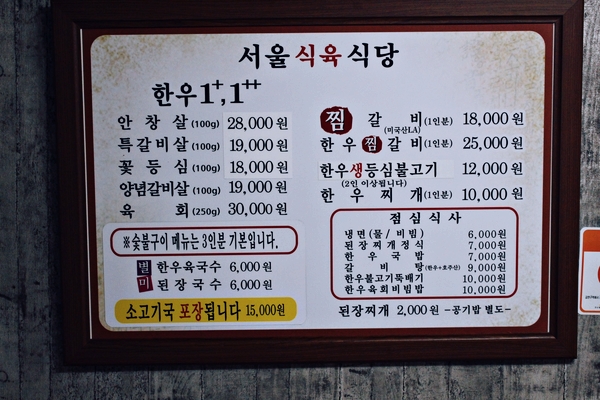 서울식육식당
한우1+,1++
안창살(100g) 28,000원
특갈비살(100g) 19,000원
꽃등심(100g) 18,000원
양념갈비살(100g) 19,000원
육회(250g) 30,000원
※숯불구이 메뉴는 3인분 기본입니다.
별미
한우육국수 6,000원
된장국수 6,000원
소고기국 포장됩니다 15,000원
찜갈비(1인분) 18,000원
(미국산LA)
한우찜갈비(1인분) 25,000원
한우생등심불고기 12,000원
(2인 이상됩니다)
한우찌개(1인분) 10,000원
점심식사
냉면(물/비빔) 6,000원
된장찌개정식 7,000원
한우국밥 7,000원
갈비탕(한우+호주산) 9,000원
한우불고기뚝배기 10,000원
한우육회비빔밥 10,000원
된장찌개 2,000원 -공기밥 별도-